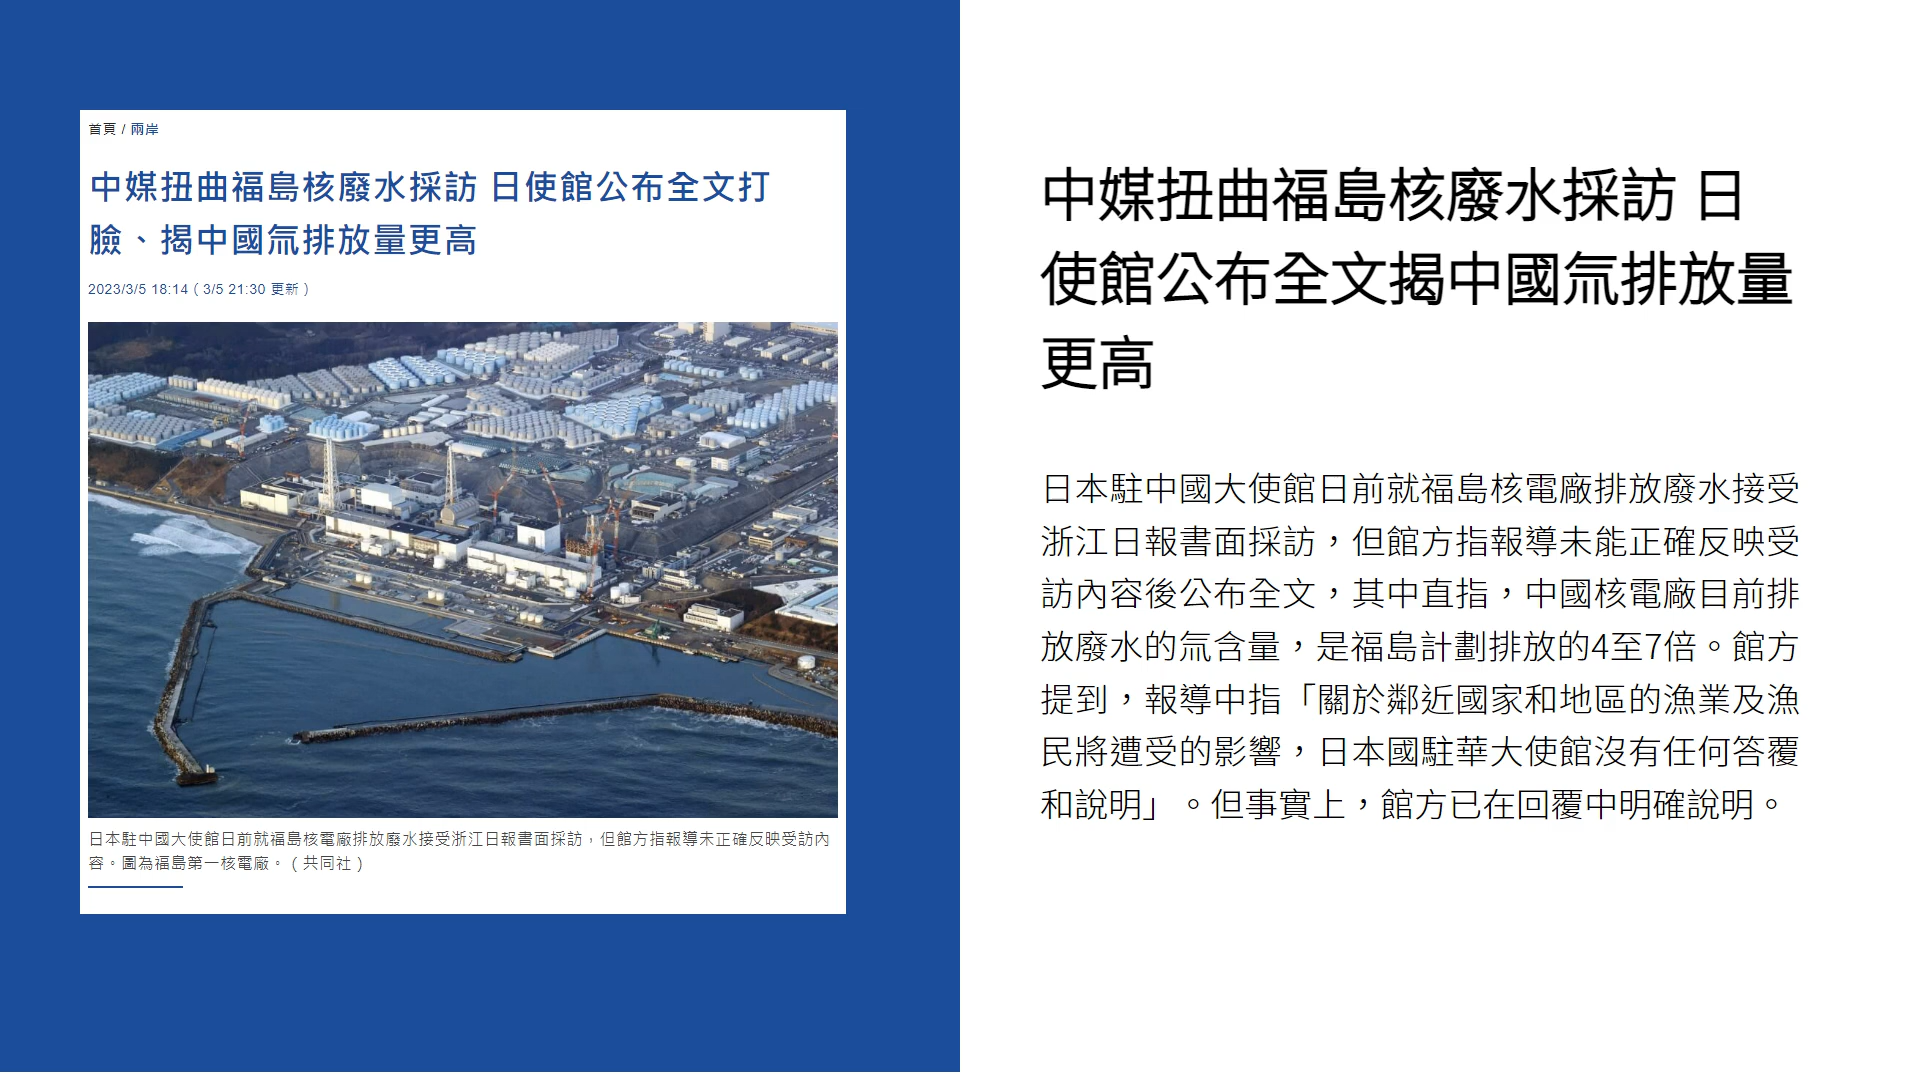 首頁 / 兩岸
中媒扭曲福島核廢水採訪 日使館公布全文打
臉、揭中國氚排放量更高
2023/3/5 18:14（3/5 21:30 更新）
日本駐中國大使館日前就福島核電廠排放廢水接受浙江日報書面採訪，但館方指報導未正確反映受訪內
容。圖為福島第一核電廠。（共同社）
中媒扭曲福島核廢水採訪 日
使館公布全文揭中國氚排放量
更高
日本駐中國大使館日前就福島核電廠排放廢水接受
浙江日報書面採訪，但館方指報導未能正確反映受
訪內容後公布全文，其中直指，中國核電廠目前排
放廢水的氚含量，是福島計劃排放的4至7倍。館方
提到，報導中指「關於鄰近國家和地區的漁業及漁
民將遭受的影響，日本國駐華大使館沒有任何答覆
和說明」。但事實上，館方已在回覆中明確說明。